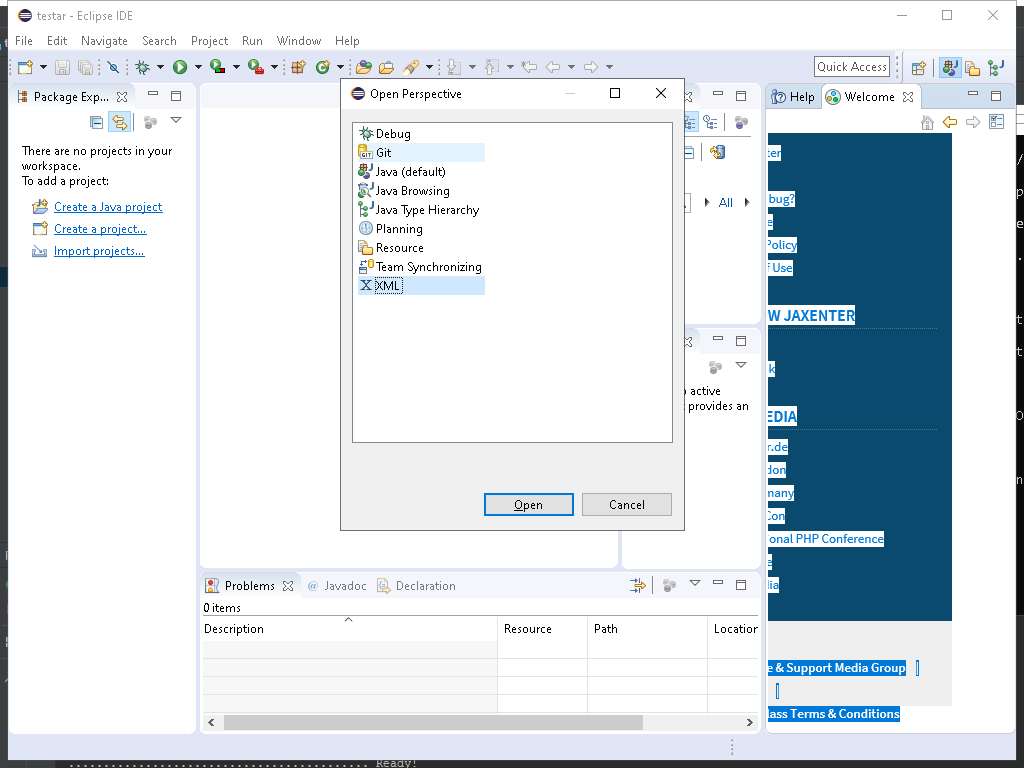 testar - Eclipse IDE
File Edit Navigate Search Project Run Window Help
Quick Access
Package Exp...
There are no projects in your
workspace.
To add a project:
Create a Java project
Create a project...
Import projects...
Open Perspective
Debug
Git
GIT
Java (default)
Java Browsing
Java Type Hierarchy
Planning
Resource
Team Synchronizing
XML
Open Cancel
All
active
provides an
Help Welcome
bug?
Policy
Use
W JAXENTER
EDIA
r.de
don
many
Con
onal PHP Conference
e & Support Media Group
lass Terms & Conditions
Problems @ Javadoc Declaration
0 items
Description Resource Path Location
Ready!